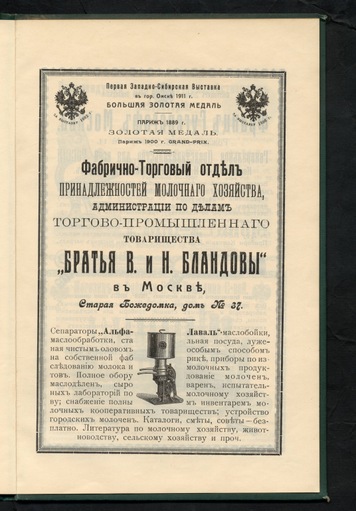 Первая Западно-Сибирская Выставка
въ гор. Омскѣ 1911 г.
БОЛЬШАЯ ЗОЛОТАЯ МЕДАЛЬ
ПАРИЖЪ 1889 г.
ЗОЛОТАЯ МЕДАЛЬ.
Парижъ 1900 г. GRAND-PRIX.
Фабрично-Торговый отдѣлъ
ПРИНАДЛЕЖНОСТЕЙ МОЛОЧНАГО ХОЗЯЙСТВА,
АДМИНИСТРАЦІИ ПО ДѢЛАМЪ
ТОРГОВО-ПРОМЫШЛЕННАГО
ТОВАРИЩЕСТВА
„БРАТЬЯ В. и Н. БЛАНДОВЫ“
въ Москвѣ,
Старая Божедомка, домъ № 37.
Сепараторы „Альфа- Лаваль“-маслобойки,
маслообработки, ста льная посуда, луже-
ная чистымъ оловомъ особымъ способомъ
на собственной фаб рикѣ, приборы по из-
слѣдованію молока и молочныхъ продук-
товъ. Полное обору дованіе молоченъ,
маслодѣленъ, сыро варенъ, испытатель-
ныхъ лабораторій по молочному хозяйст-
ву; снабженіе полны мъ инвентаремъ мо-
лочныхъ кооперативныхъ товариществъ; устройство
городскихъ молоченъ. Каталоги, смѣты, совѣты—без-
платно. Литература по молочному хозяйству, живот-
новодству, сельскому хозяйству и проч.